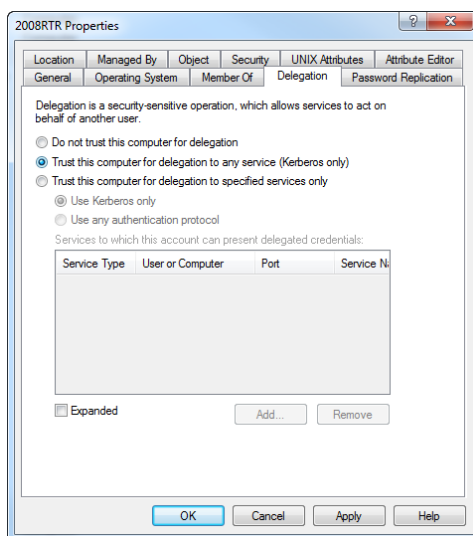 2008RTR Properties
Location Managed By Object Security UNIX Attributes Attribute Editor
General Operating System Member Of Delegation Password Replication
Delegation is a security-sensitive operation, which allows services to act on
behalf of another user.
Do not trust this computer for delegation
Trust this computer for delegation to any service (Kerberos only)
Trust this computer for delegation to specified services only
Use Kerberos only
Use any authentication protocol
Services to which this account can present delegated credentials:
Service Type User or Computer Port Service Na
Expanded Add... Remove
OK Cancel Apply Help